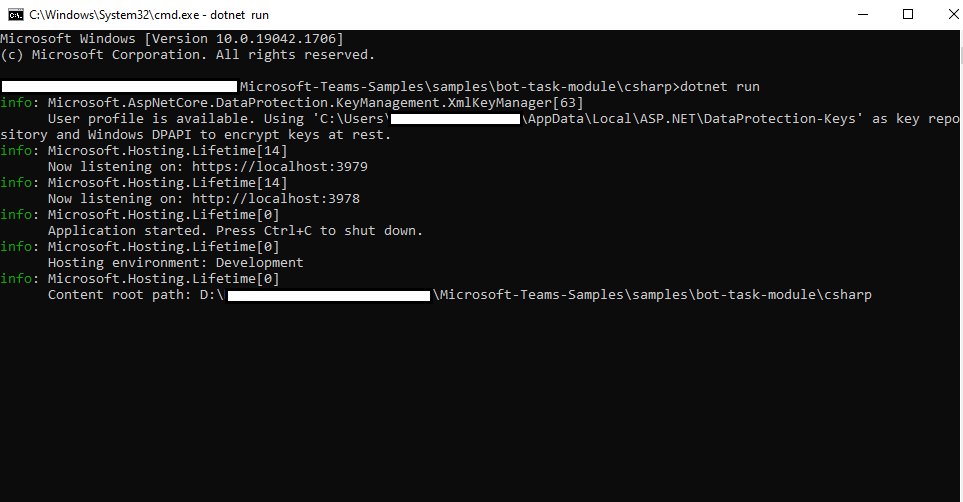 C:\Windows\System32\cmd.exe - dotnet run
Microsoft Windows [Version 10.0.19042.1706]
(c) Microsoft Corporation. All rights reserved.
Microsoft-Teams-Samples\samples\bot-task-module\csharp>dotnet run
info: Microsoft.AspNetCore.DataProtection.KeyManagement.XmlKeyManager[63]
User profile is available. Using 'C:\Users\ \AppData\Local\ASP.NET\DataProtection-Keys' as key repo
sitory and Windows DPAPI to encrypt keys at rest.
info: Microsoft.Hosting.Lifetime[14]
Now listening on: https://localhost:3979
info: Microsoft.Hosting.Lifetime[14]
Now listening on: http://localhost:3978
info: Microsoft.Hosting.Lifetime[0]
Application started. Press Ctrl+C to shut down.
info: Microsoft.Hosting.Lifetime[0]
Hosting environment: Development
info: Microsoft.Hosting.Lifetime[0]
Content root path: D:\ \Microsoft-Teams-Samples\samples\bot-task-module\csharp